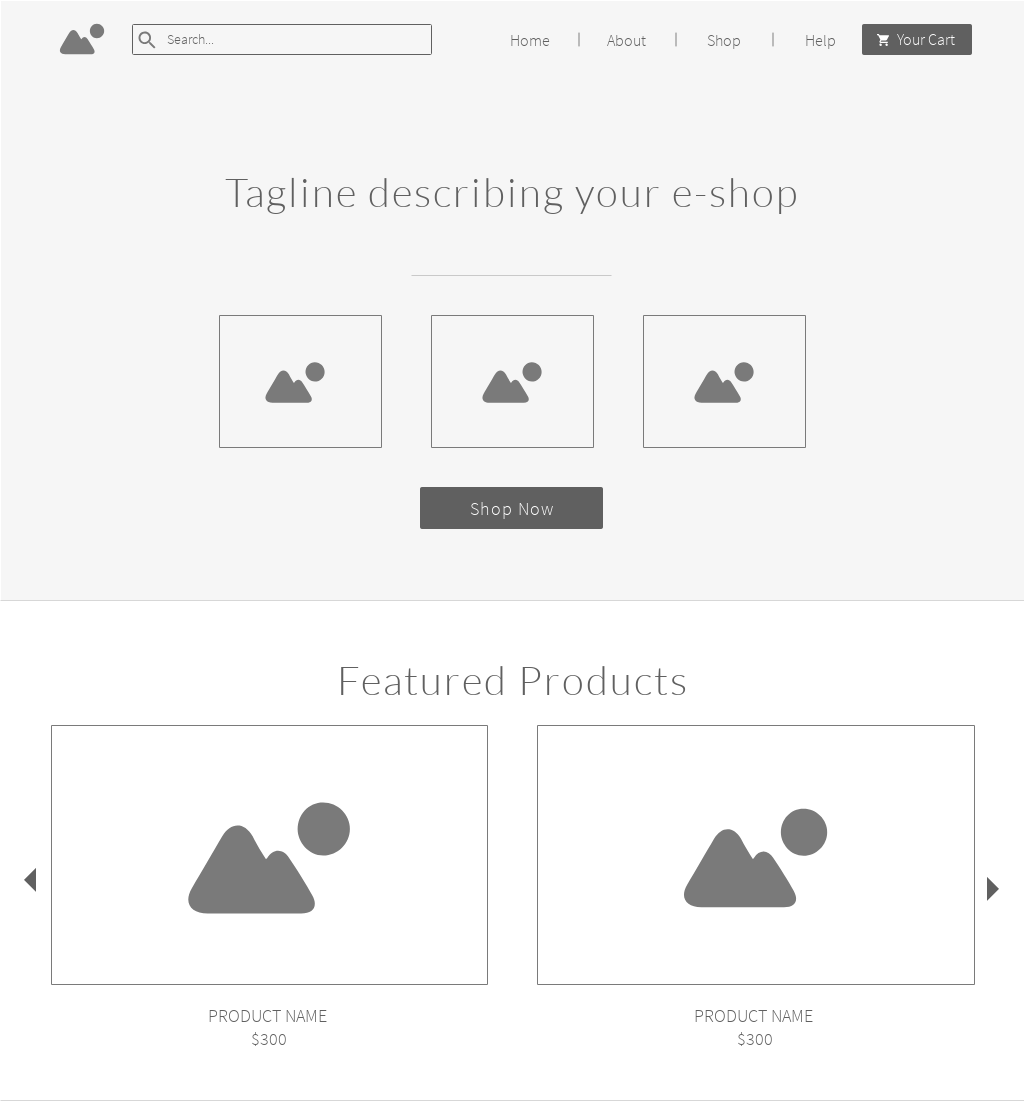 Search...
Home | About | Shop | Help
Your Cart
Tagline describing your e-shop
Shop Now
Featured Products
PRODUCT NAME
$300
PRODUCT NAME
$300